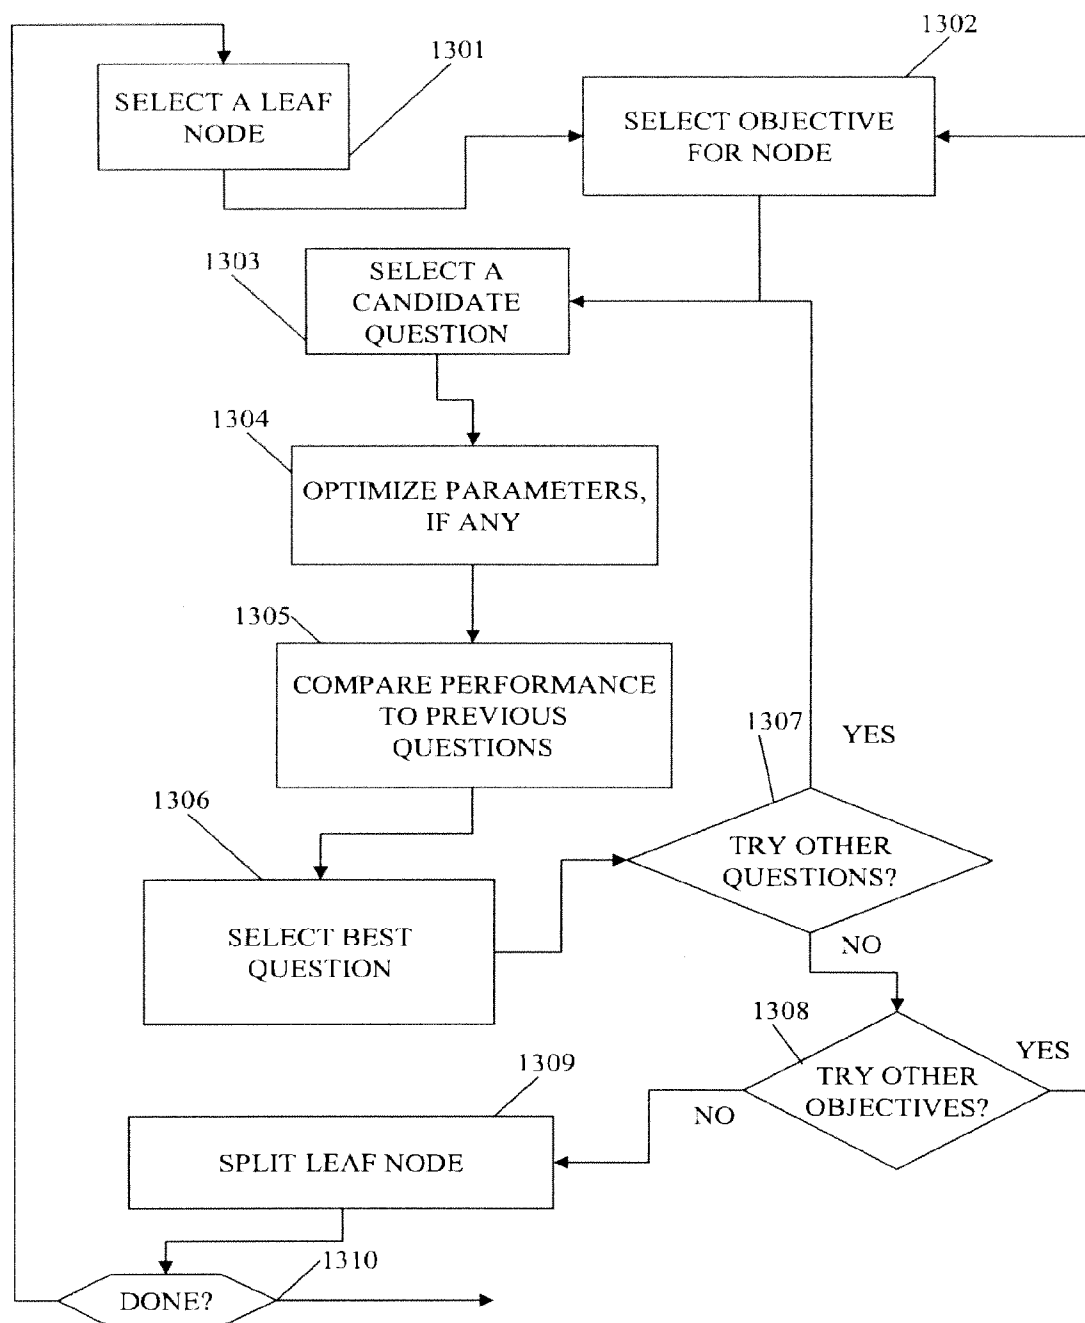 1302
1301
SELECT A LEAF
NODE
SELECT OBJECTIVE
FOR NODE
1303
SELECT A
CANDIDATE
QUESTION
1304
OPTIMIZE PARAMETERS,
IF ANY
1305
COMPARE PERFORMANCE
TO PREVIOUS
QUESTIONS
1307
YES
1306
TRY OTHER
QUESTIONS?
SELECT BEST
QUESTION
NO
1308
YES
TRY OTHER
OBJECTIVES?
NO
1309
SPLIT LEAF NODE
1310
DONE?